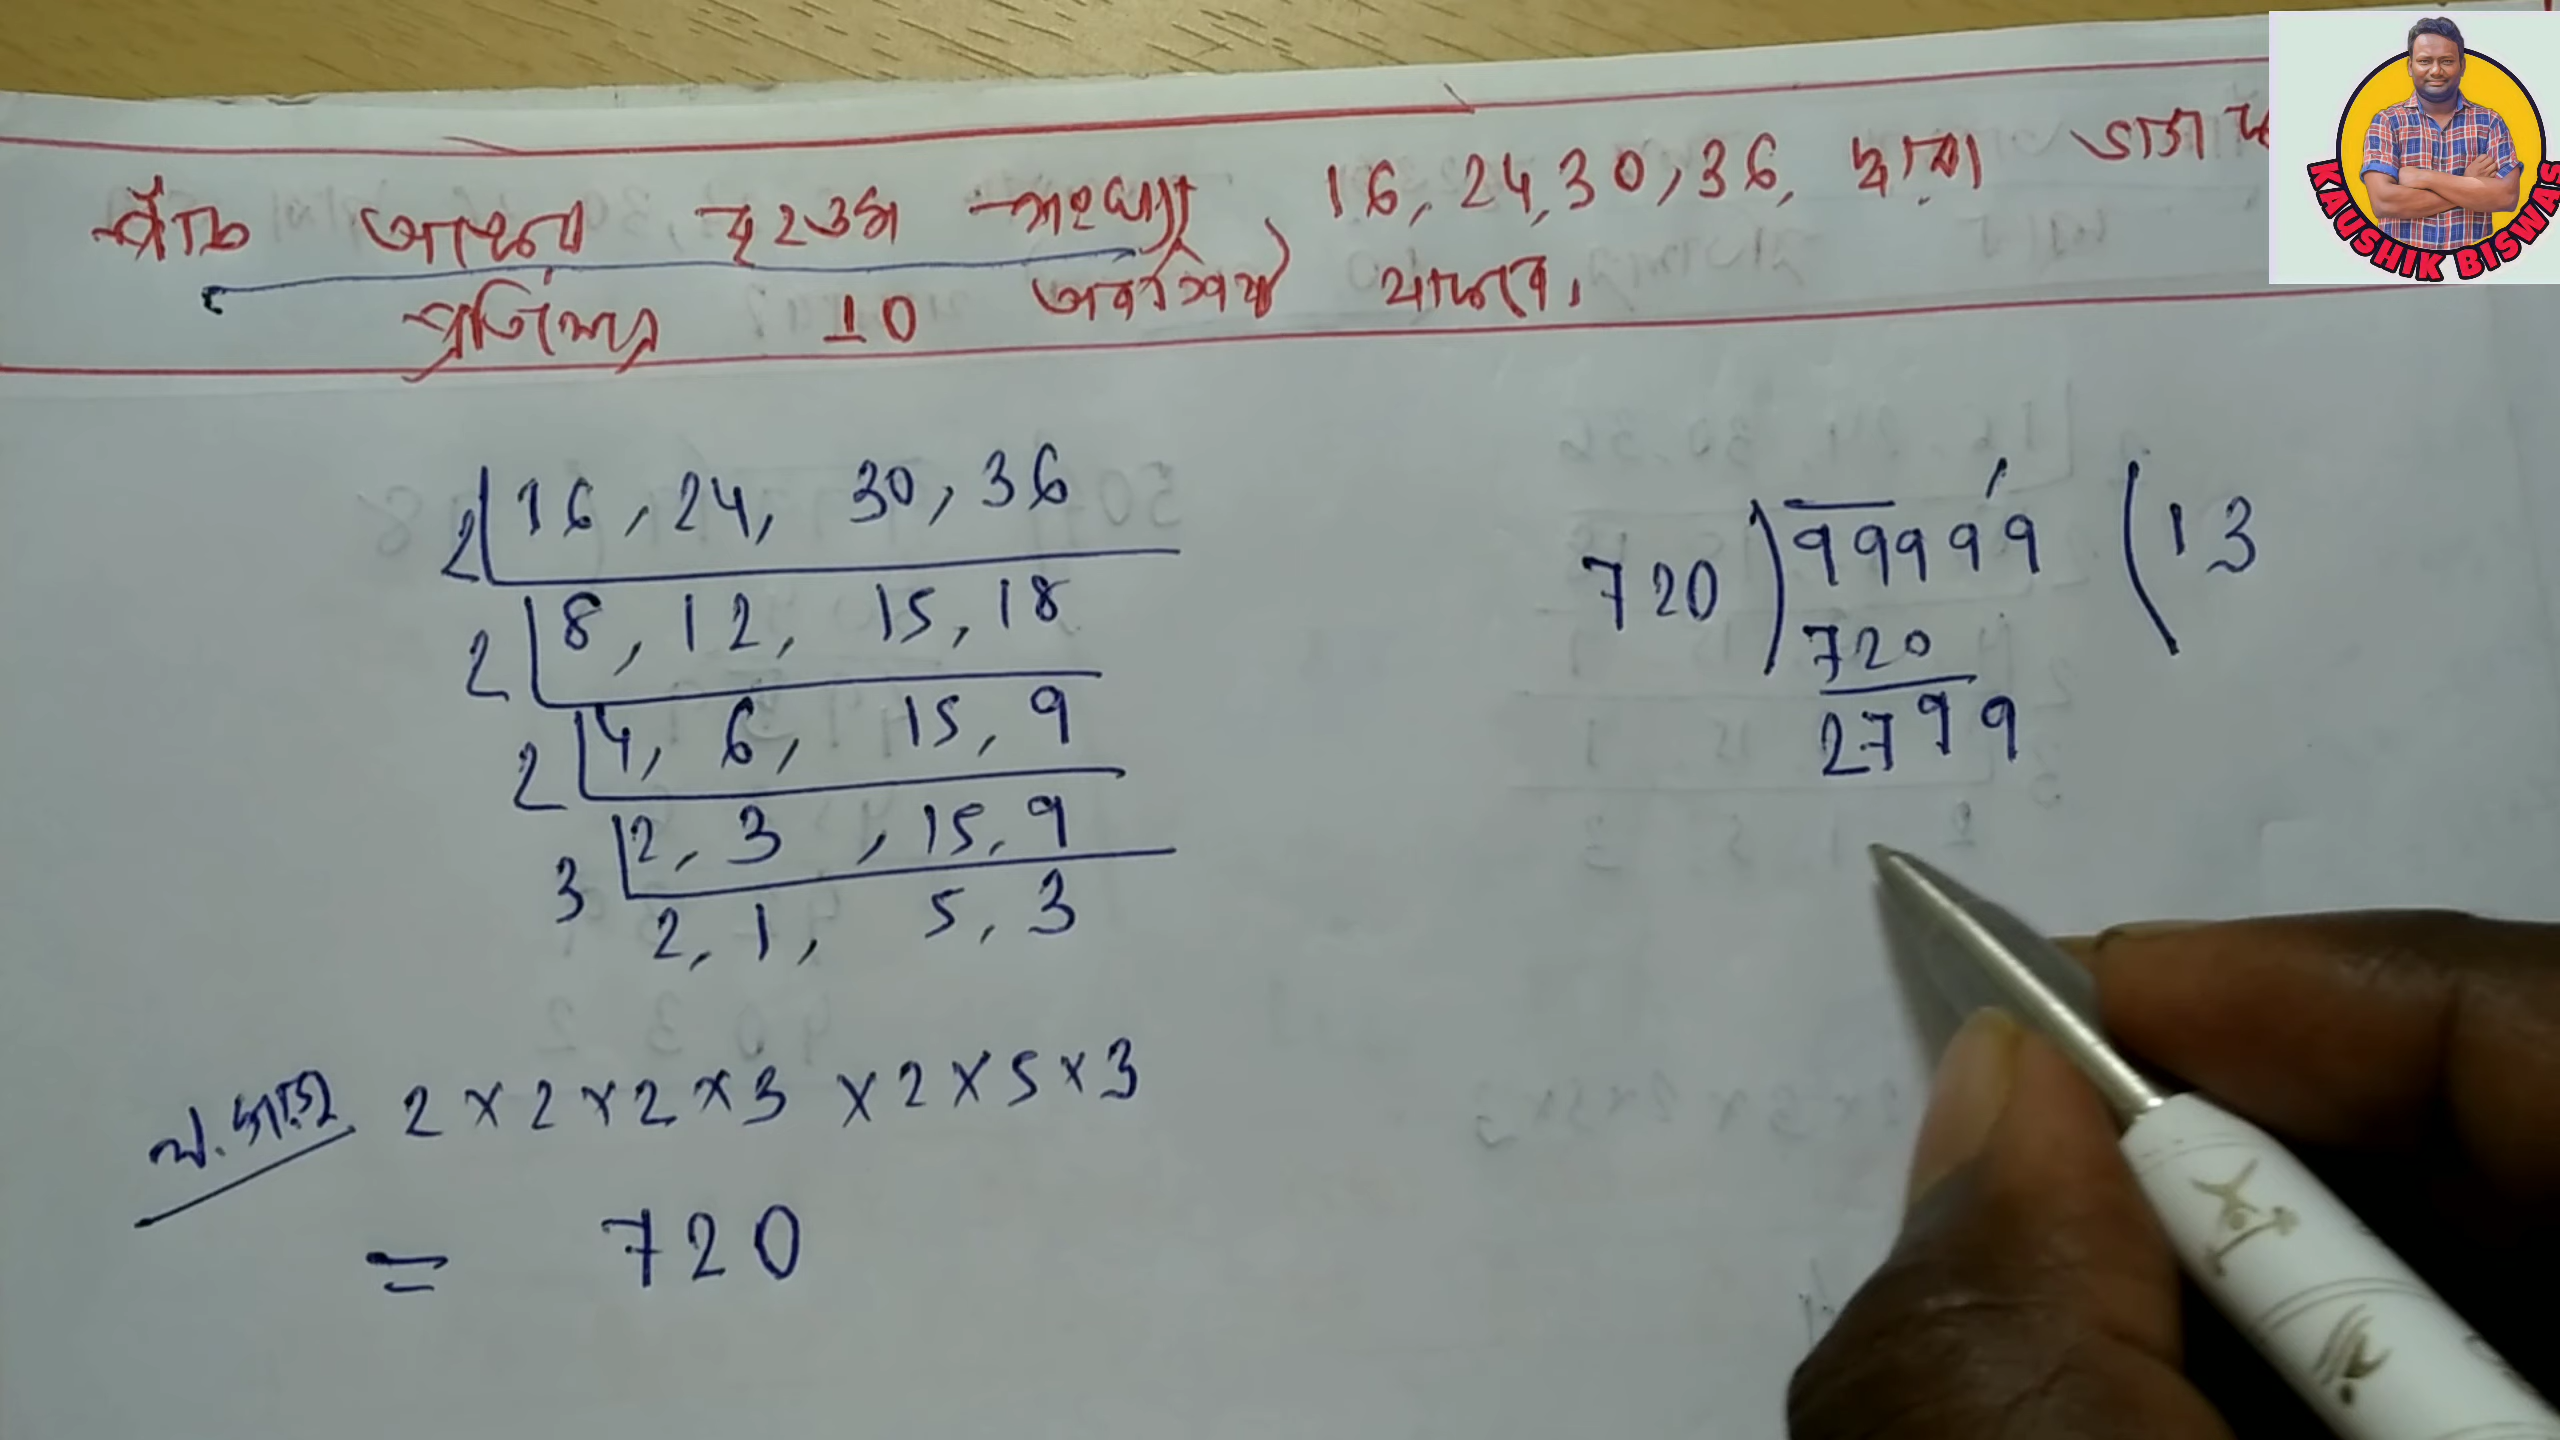 পাঁচ অঙ্কের বৃহত্তম সংখ্যা, 16, 24, 30, 36, দ্বারা ভাগ
প্রতিক্ষেত্রে 10 অবশিষ্ট থাকবে।
KAUSHIK BISWAS
2 16, 24, 30, 36
2 8, 12, 15, 18
2 4, 6, 15, 9
3 2, 3, 15, 9
2, 1, 5, 3
720 ) 99999 ( 13
720
2799
ল.সা.গু 2×2×2×3×2×5×3
= 720